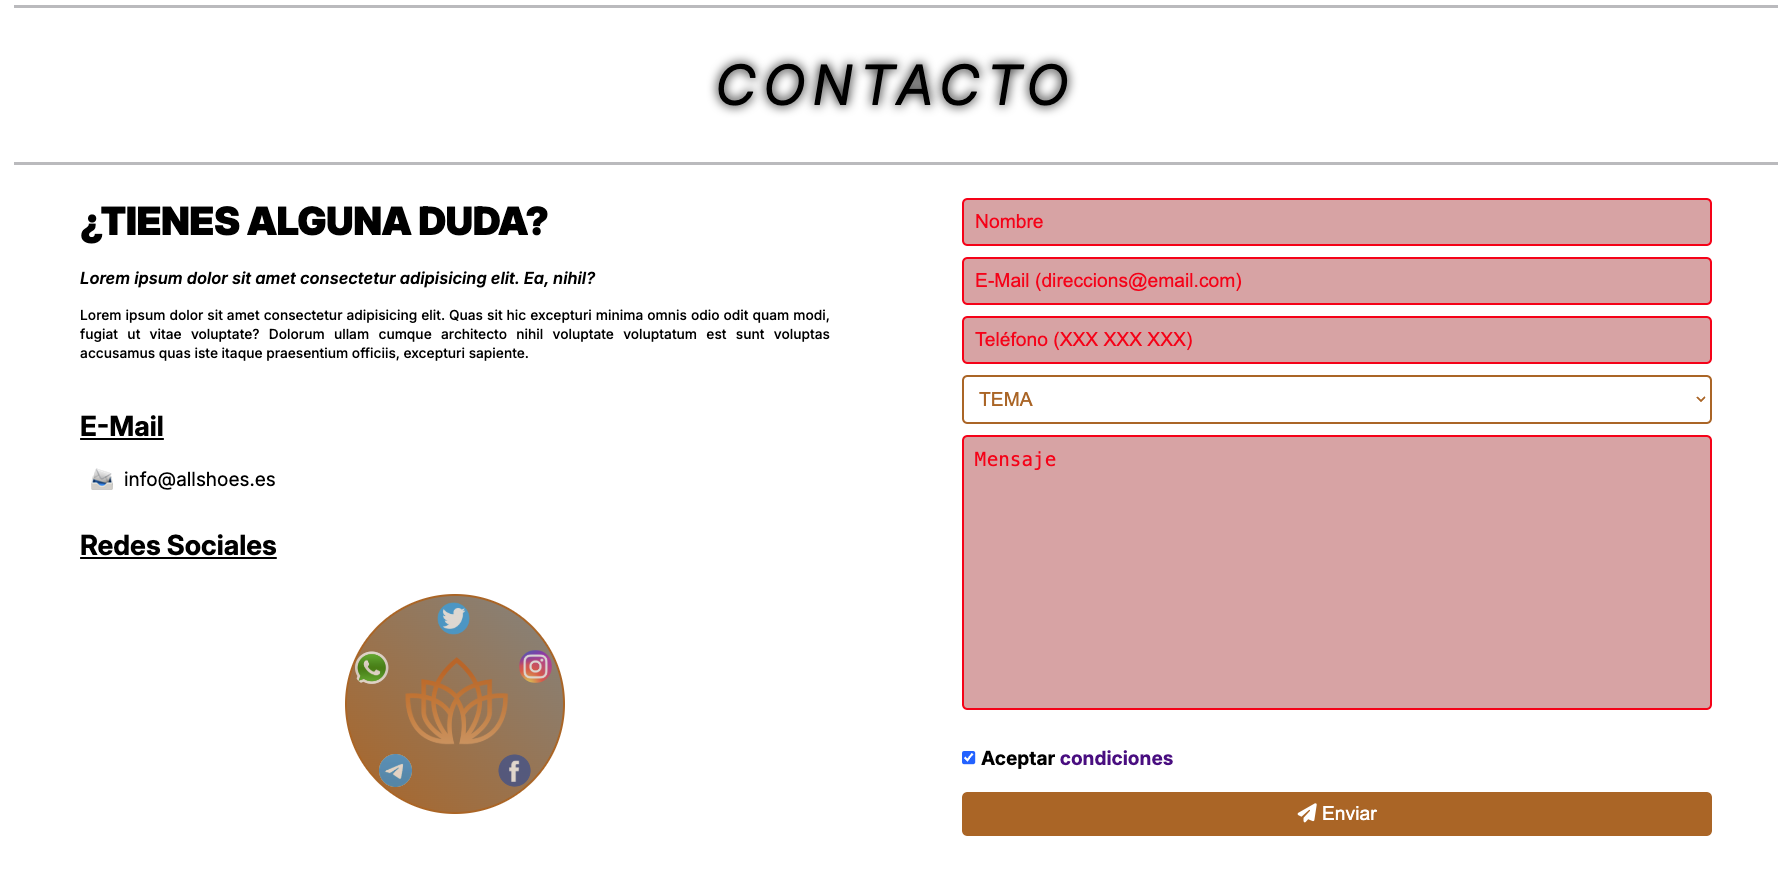 CONTACTO
¿TIENES ALGUNA DUDA?
Lorem ipsum dolor sit amet consectetur adipisicing elit. Ea, nihil?
Lorem ipsum dolor sit amet consectetur adipisicing elit. Quas sit hic excepturi minima omnis odio odit quam modi,
fugiat ut vitae voluptate? Dolorum ullam cumque architecto nihil voluptate voluptatum est sunt voluptas
accusamus quas iste itaque praesentium officiis, excepturi sapiente.
E-Mail
info@allshoes.es
Redes Sociales
Nombre
E-Mail (direccions@email.com)
Teléfono (XXX XXX XXX)
TEMA
Mensaje
Aceptar condiciones
Enviar